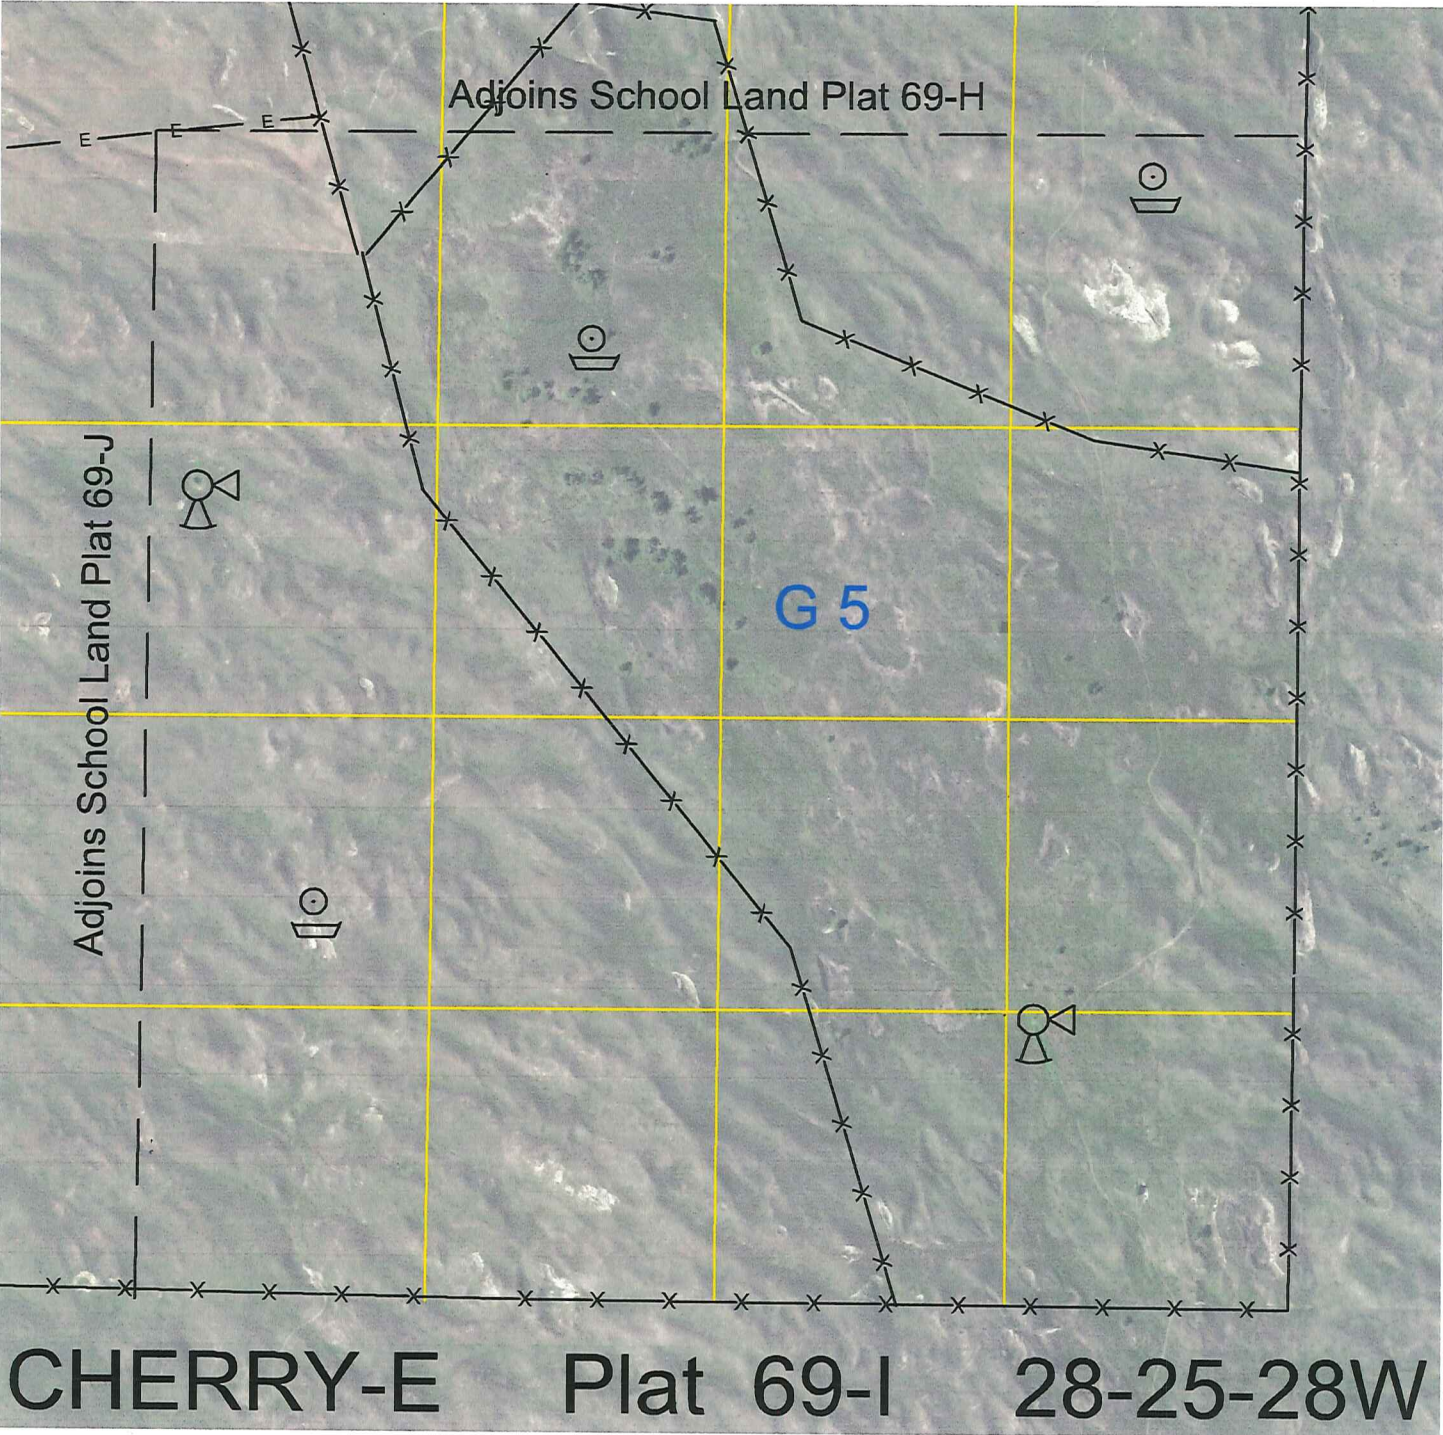 Adjoins School Land Plat 69-H
E E E
Adjoins School Land Plat 69-J
G 5
CHERRY-E Plat 69-I 28-25-28W